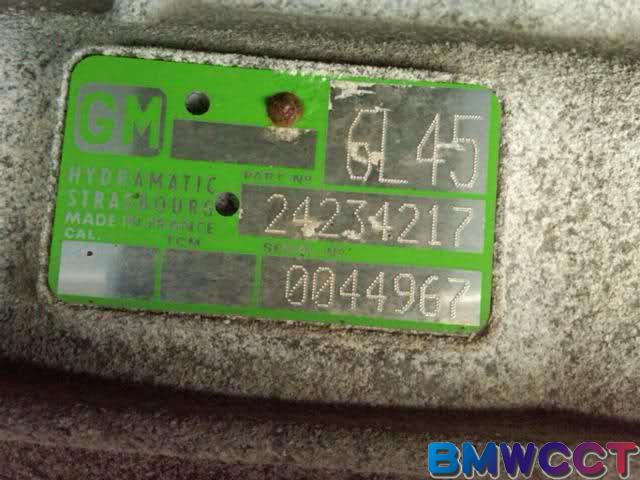 GM
6L45
PART Nº
HYDRAMATIC
STRASBOURG
MADE IN FRANCE
24234217
CAL.
TCM
SERIAL Nº
0044967
BMWCCT